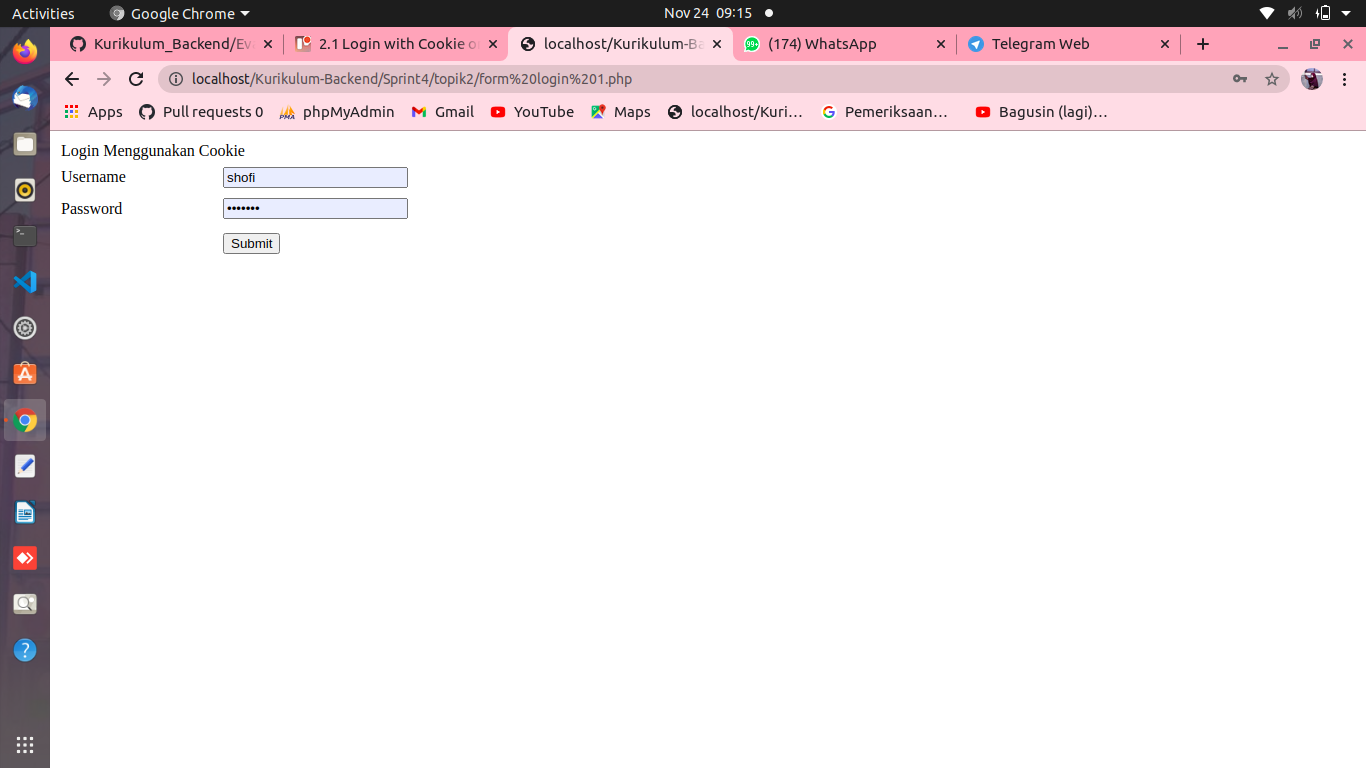 Activities Google Chrome Nov 24 09:15
Kurikulum_Backend/Ev 2.1 Login with Cookie o localhost/Kurikulum-Ba (174) WhatsApp Telegram Web
localhost/Kurikulum-Backend/Sprint4/topik2/form%20login%201.php
Apps Pull requests 0 phpMyAdmin Gmail YouTube Maps localhost/Kuri... Pemeriksaan... Bagusin (lagi)...
Login Menggunakan Cookie
Username shofi
Password •••••••
Submit